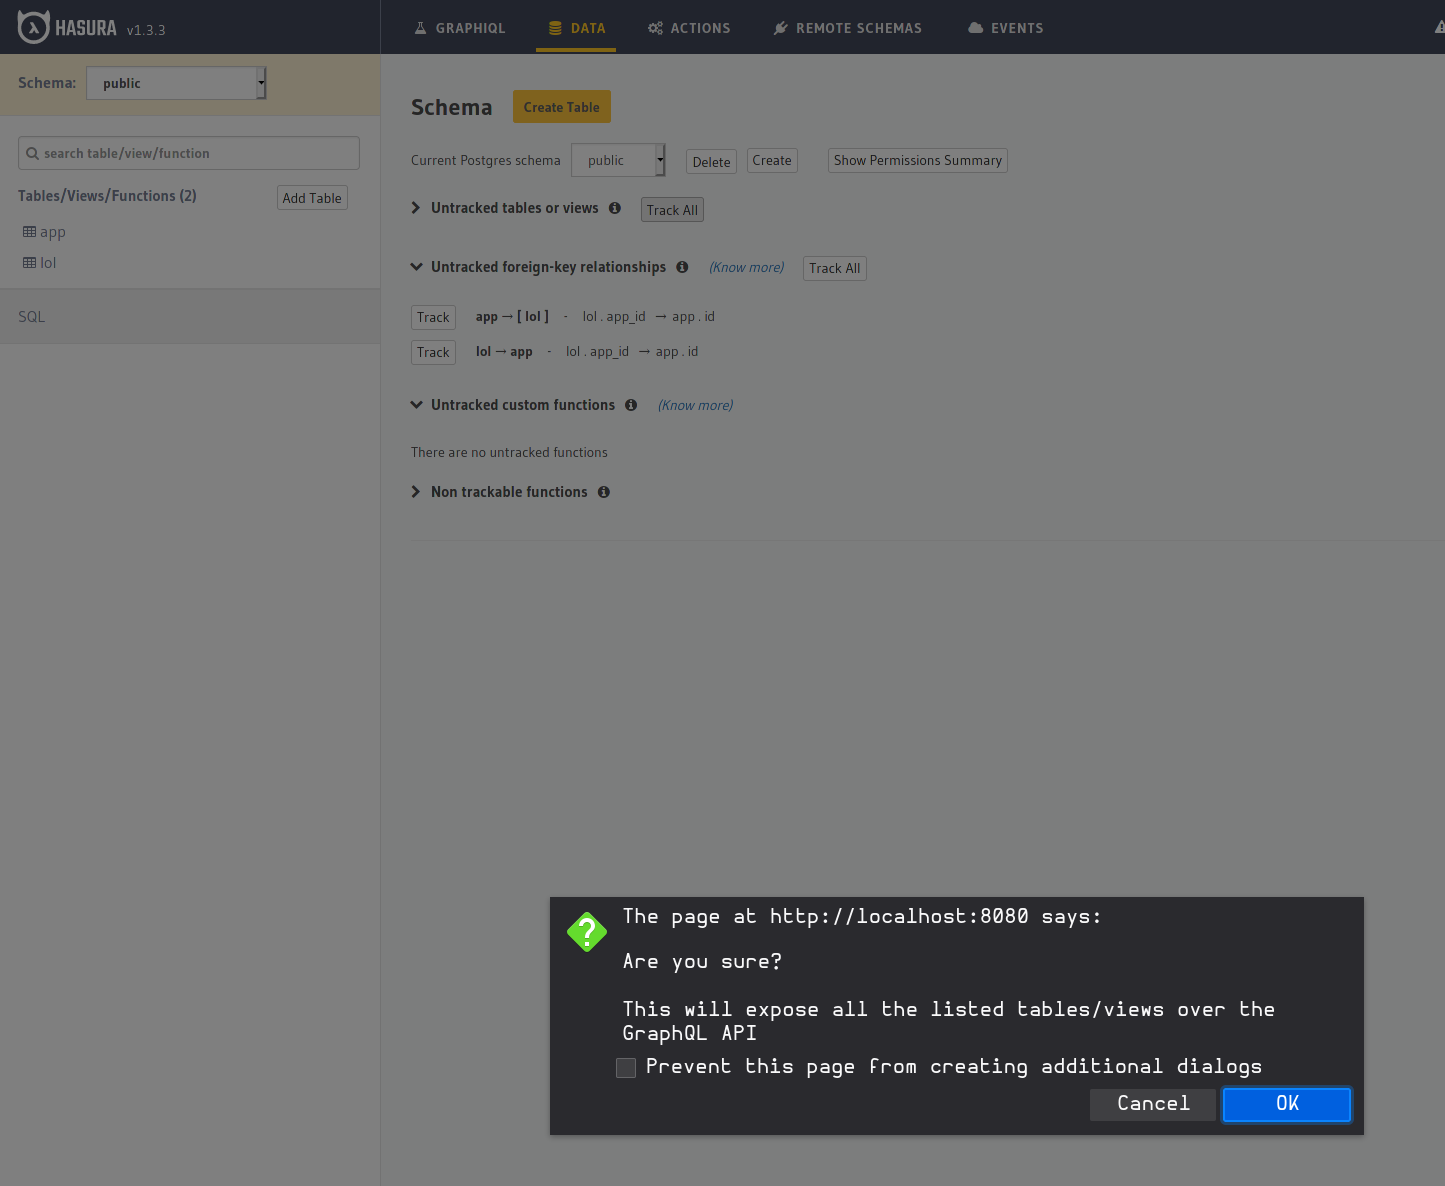 HASURA v1.3.3
GRAPHIQL
DATA
ACTIONS
REMOTE SCHEMAS
EVENTS
Schema: public
search table/view/function
Tables/Views/Functions (2) Add Table
app
lol
SQL
Schema Create Table
Current Postgres schema public Delete Create Show Permissions Summary
Untracked tables or views Track All
Untracked foreign-key relationships (Know more) Track All
Track app → [ lol ] - lol . app_id → app . id
Track lol → app - lol . app_id → app . id
Untracked custom functions (Know more)
There are no untracked functions
Non trackable functions
The page at http://localhost:8080 says:
Are you sure?
This will expose all the listed tables/views over the
GraphQL API
Prevent this page from creating additional dialogs
Cancel OK